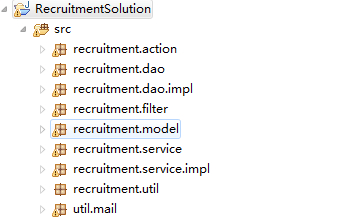 RecruitmentSolution
src
recruitment.action
recruitment.dao
recruitment.dao.impl
recruitment.filter
recruitment.model
recruitment.service
recruitment.service.impl
recruitment.util
util.mail